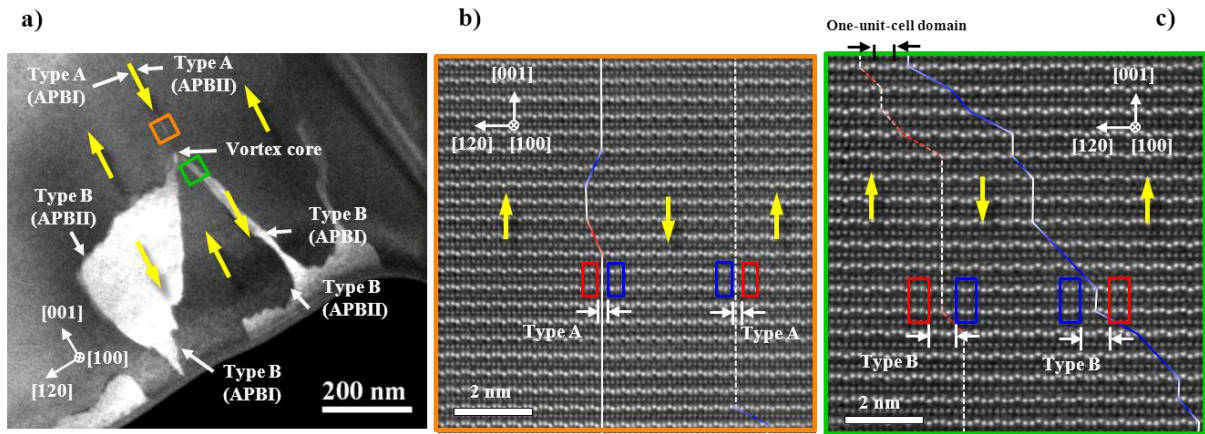 a)
Type A
(APBI)
Type A
(APBII)
Vortex core
Type B
(APBII)
Type B
(APBI)
Type B
(APBII)
Type B
(APBI)
[001]
[100]
[120]
200 nm
b)
[001]
[120]
[100]
Type A
Type A
2 nm
One-unit-cell domain
c)
[001]
[120]
[100]
Type B
Type B
2 nm